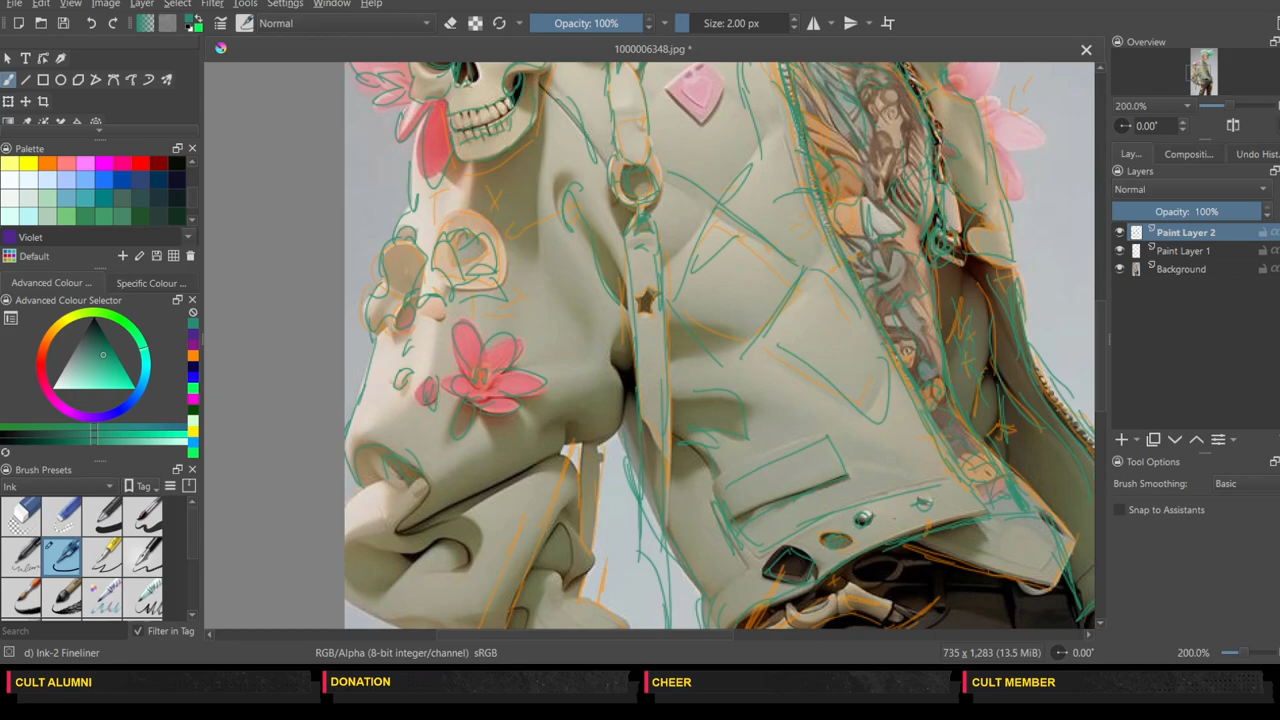 File Edit View Image Layer Select Filter Tools Settings Window Help
Normal Opacity: 100% Size: 2.00 px
1000006348.jpg *
Overview
200.0%
0.00°
Lay... Compositi... Undo Hist.
Layers
Normal
Opacity: 100%
Paint Layer 2
Paint Layer 1
Background
Tool Options
Brush Smoothing: Basic
Snap to Assistants
Palette
Violet
Default
Advanced Colour ... Specific Colour ...
Advanced Colour Selector
Brush Presets
Ink Tag
Search Filter in Tag
d) Ink-2 Fineliner RGB/Alpha (8-bit integer/channel) sRGB 735 x 1,283 (13.5 MiB) 0.00° 200.0%
CULT ALUMNI DONATION CHEER CULT MEMBER